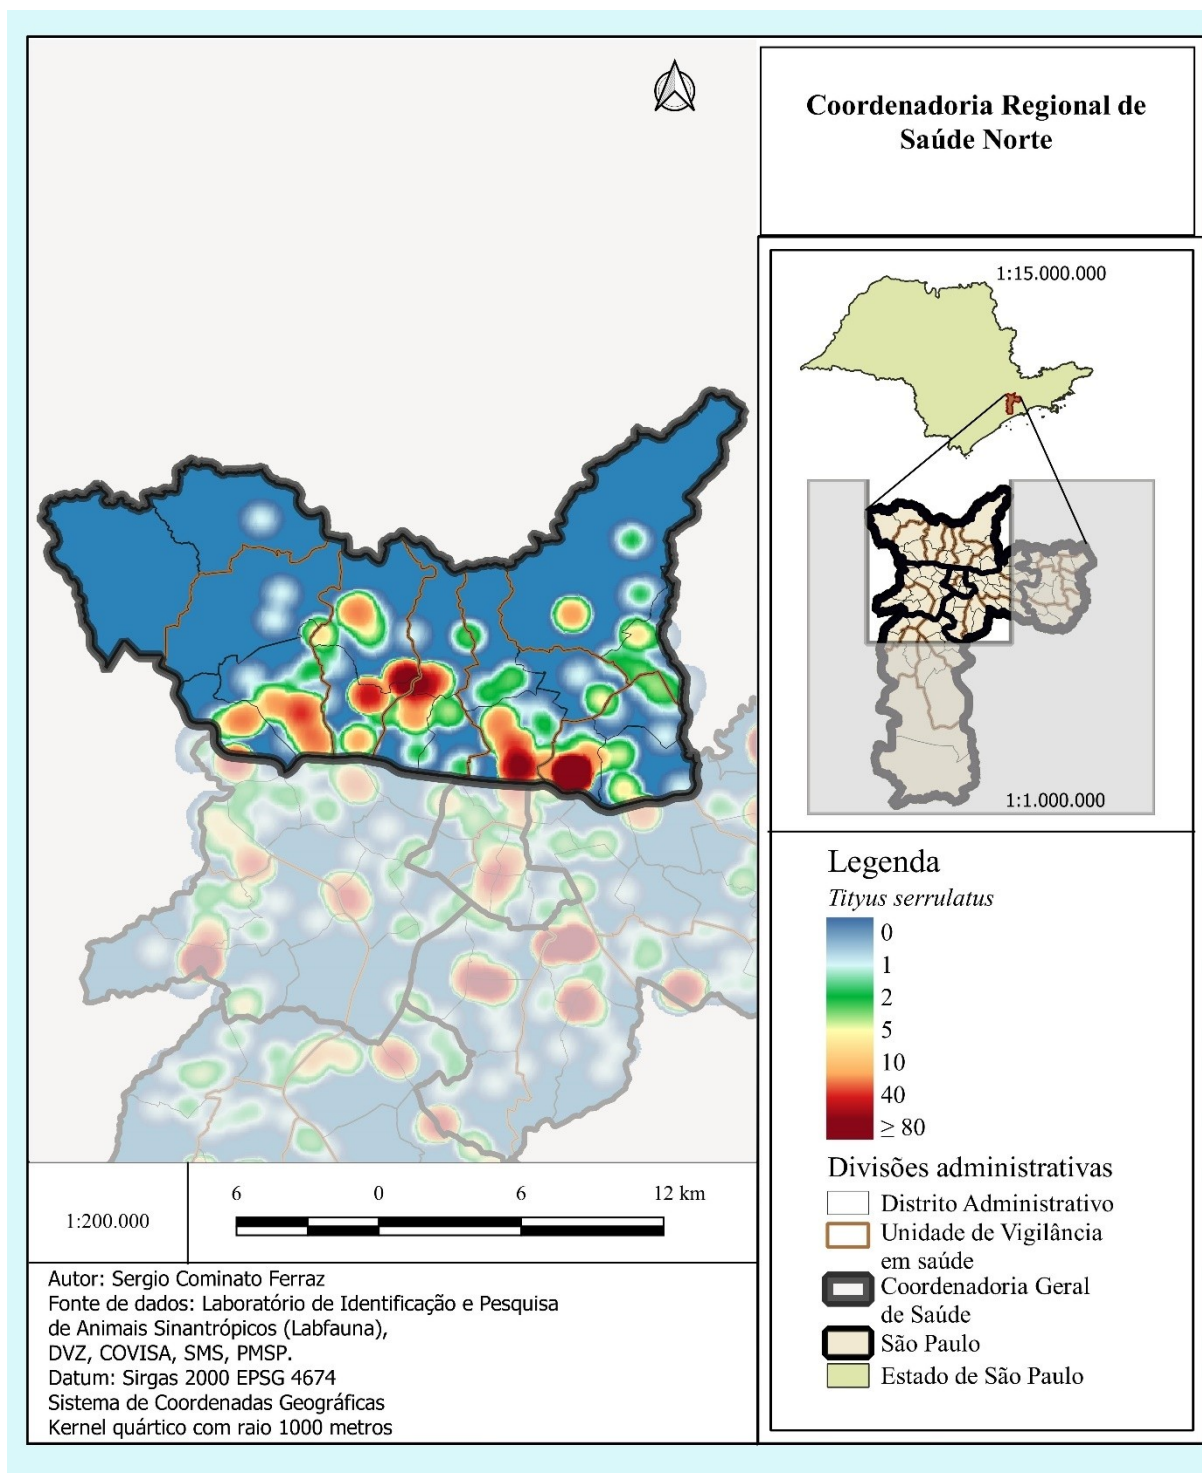 Coordenadoria Regional de
Saúde Norte
1:15.000.000
1:1.000.000
Legenda
Tityus serrulatus
0
1
2
5
10
40
≥ 80
Divisões administrativas
Distrito Administrativo
Unidade de Vigilância
em saúde
Coordenadoria Geral
de Saúde
São Paulo
Estado de São Paulo
1:200.000
6 0 6 12 km
Autor: Sergio Cominato Ferraz
Fonte de dados: Laboratório de Identificação e Pesquisa
de Animais Sinantrópicos (Labfauna),
DVZ, COVISA, SMS, PMSP.
Datum: Sirgas 2000 EPSG 4674
Sistema de Coordenadas Geográficas
Kernel quártico com raio 1000 metros